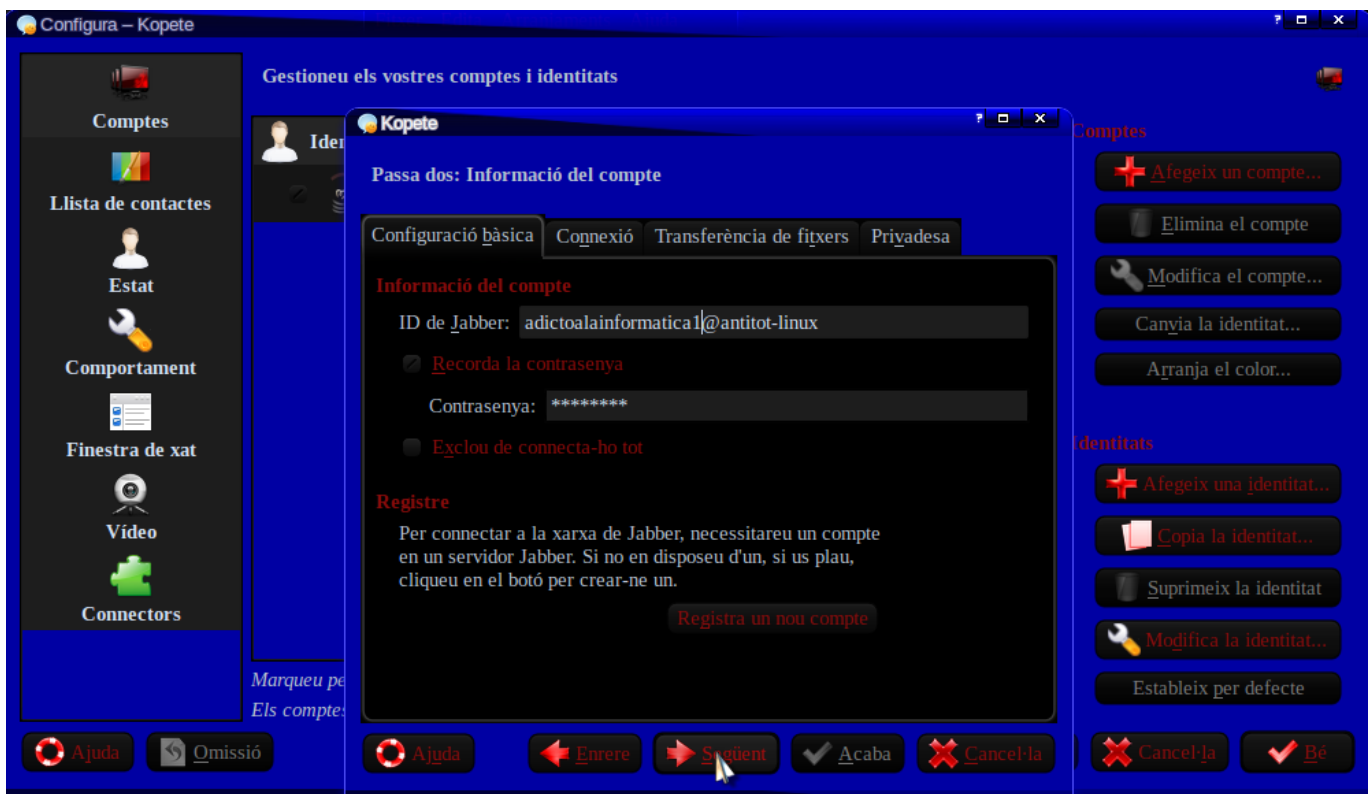 Configura – Kopete
Comptes
Llista de contactes
Estat
Comportament
Finestra de xat
Vídeo
Connectors
Gestioneu els vostres comptes i identitats
Marqueu
Els
Kopete
Passa dos: Informació del compte
Configuració bàsica
Connexió
Transferència de fitxers
Privadesa
Informació del compte
ID de Jabber: adictoalainformatica1@antitot-linux
Recorda la contrasenya
Contrasenya: ********
Exclou de connecta-ho tot
Registre
Per connectar a la xarxa de Jabber, necessitareu un compte
en un servidor Jabber. Si no en disposeu d'un, si us plau,
cliqueu en el botó per crear-ne un.
Registra un nou compte
Ajuda
Enrere
Següent
Acaba
Cancel·la
Comptes
Afegeix un compte...
Elimina el compte
Modifica el compte...
Canvia la identitat...
Arranja el color...
Identitats
Afegeix una identitat...
Copia la identitat...
Suprimeix la identitat
Modifica la identitat...
Estableix per defecte
Ajuda
Omissió
Cancel·la
Bé